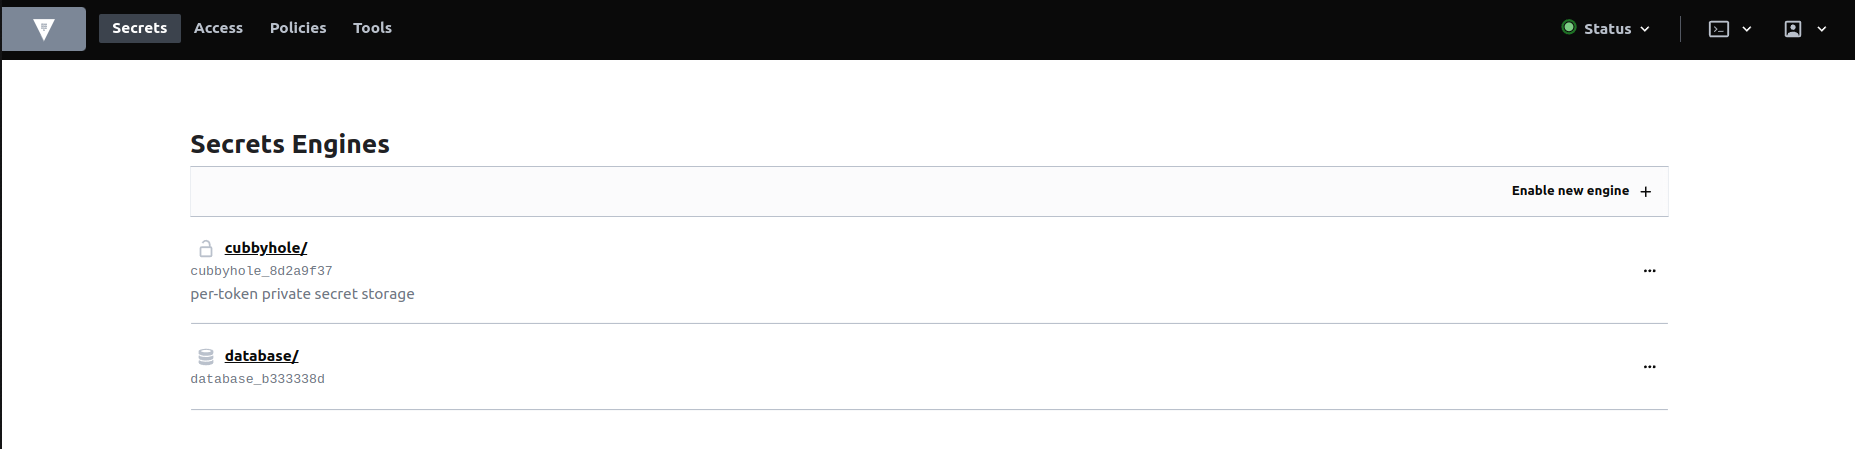 Secrets Access Policies Tools Status
Secrets Engines
Enable new engine +
cubbyhole/
cubbyhole_8d2a9f37
per-token private secret storage
database/
database_b333338d